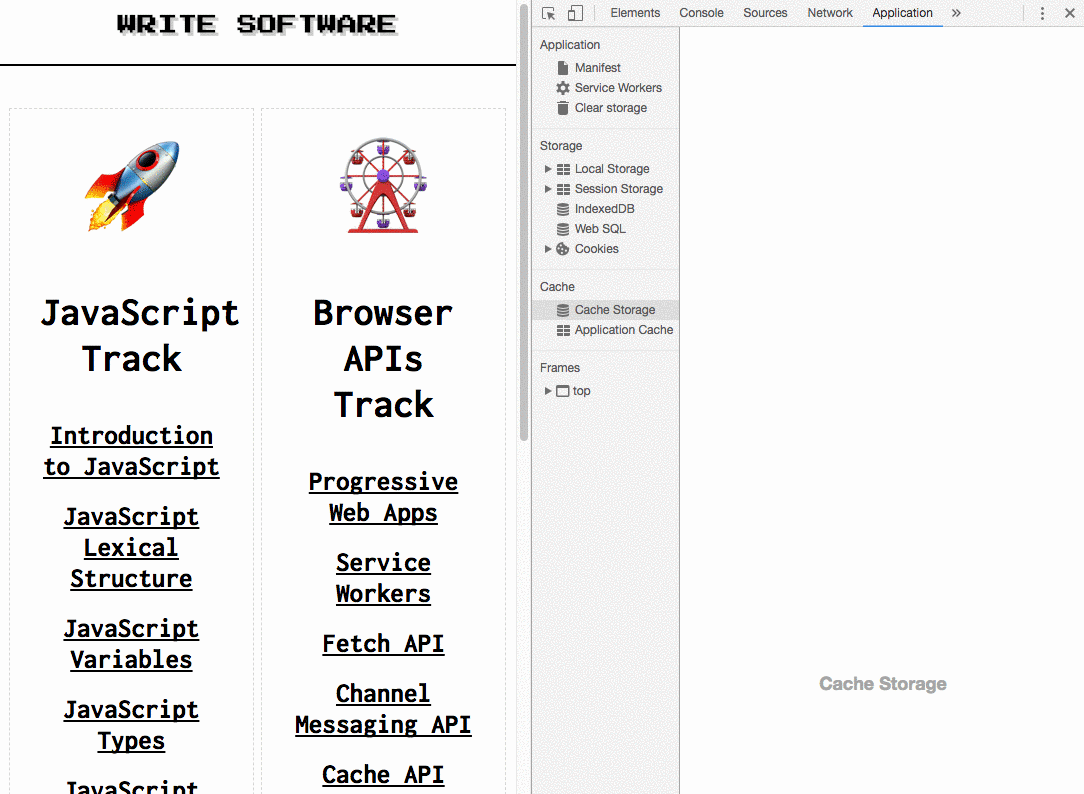 WRITE SOFTWARE
JavaScript
Track
Introduction
to JavaScript
JavaScript
Lexical
Structure
JavaScript
Variables
JavaScript
Types
JavaScript
Browser
APIs
Track
Progressive
Web Apps
Service
Workers
Fetch API
Channel
Messaging API
Cache API
Elements Console Sources Network Application »
Application
Manifest
Service Workers
Clear storage
Storage
Local Storage
Session Storage
IndexedDB
Web SQL
Cookies
Cache
Cache Storage
Application Cache
Frames
top
Cache Storage